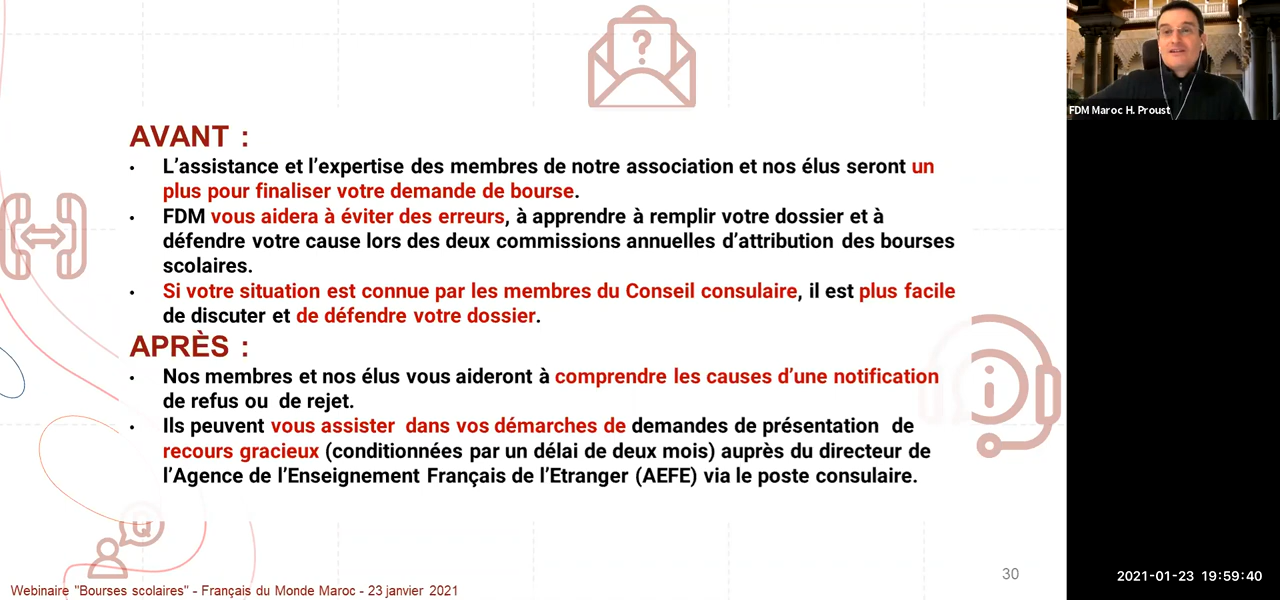 AVANT :
• L’assistance et l’expertise des membres de notre association et nos élus seront un
plus pour finaliser votre demande de bourse.
• FDM vous aidera à éviter des erreurs, à apprendre à remplir votre dossier et à
défendre votre cause lors des deux commissions annuelles d’attribution des bourses
scolaires.
• Si votre situation est connue par les membres du Conseil consulaire, il est plus facile
de discuter et de défendre votre dossier.
APRÈS :
• Nos membres et nos élus vous aideront à comprendre les causes d’une notification
de refus ou de rejet.
• Ils peuvent vous assister dans vos démarches de demandes de présentation de
recours gracieux (conditionnées par un délai de deux mois) auprès du directeur de
l’Agence de l’Enseignement Français de l’Etranger (AEFE) via le poste consulaire.
30
Webinaire "Bourses scolaires" - Français du Monde Maroc - 23 janvier 2021
FDM Maroc H. Proust
2021-01-23 19:59:40
?
i
Q